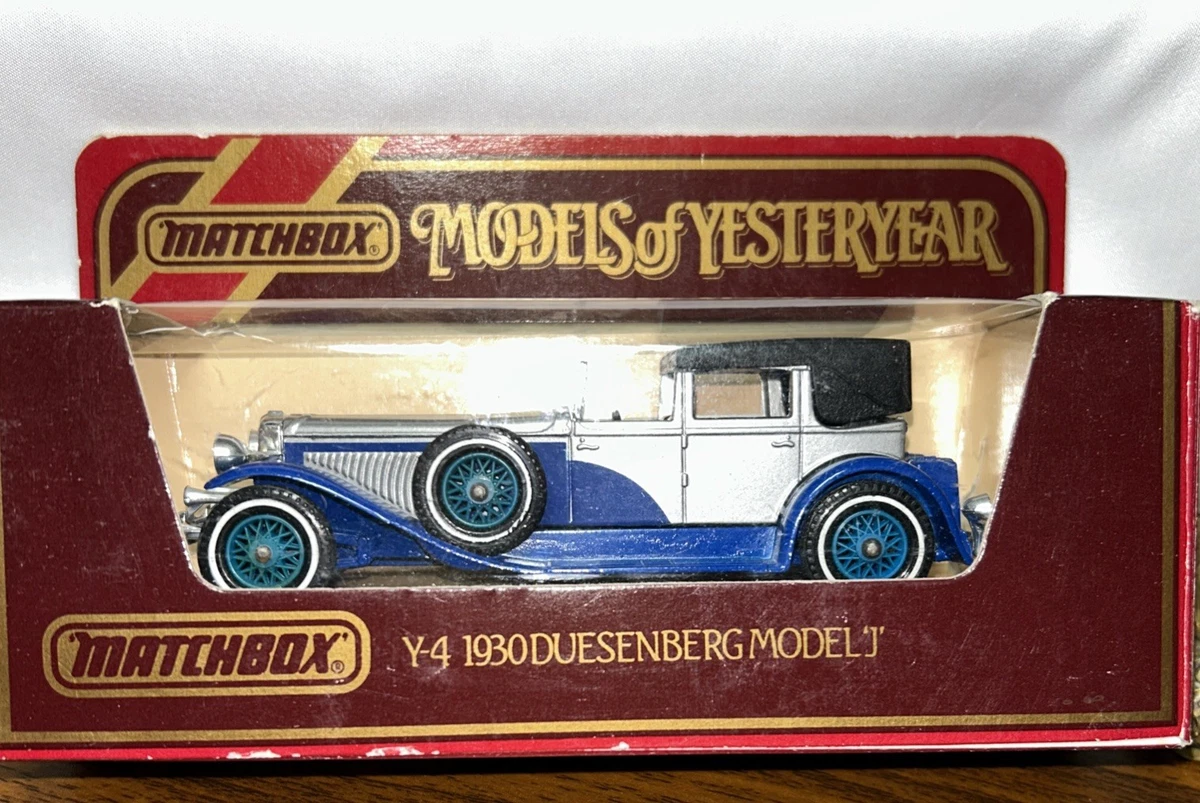 'MATCHBOX'® MODELS of YESTERYEAR
'MATCHBOX'® Y-4 1930 DUESENBERG MODEL 'J'